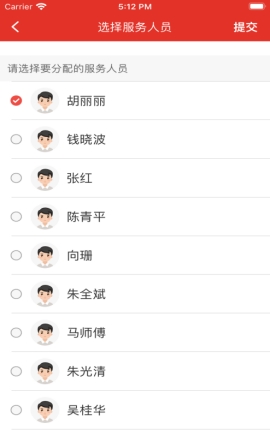 Carrier 5:12 PM
选择服务人员 提交
请选择要分配的服务人员
胡丽丽
钱晓波
张红
陈青平
向珊
朱全斌
马师傅
朱光清
吴桂华